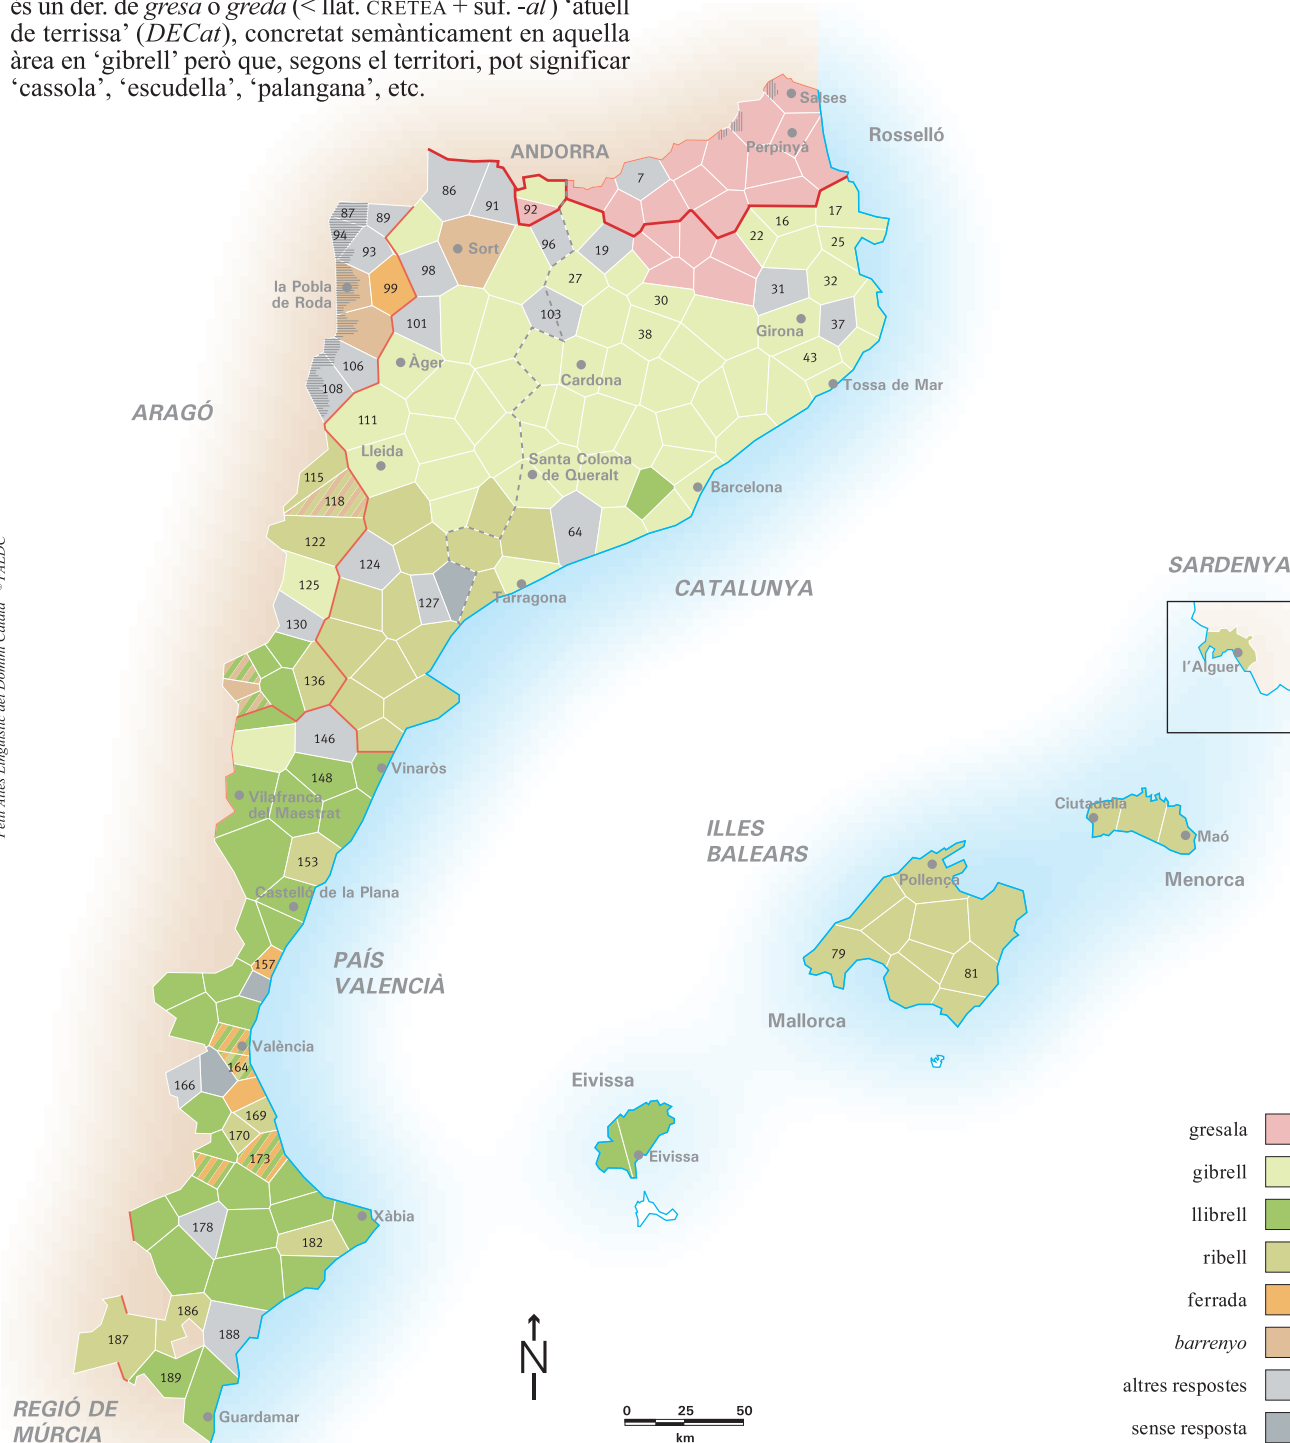 és un der. de gresa o greda (< llat. CRETEA + suf. -al) ‘atuell
de terrissa’ (DECat), concretat semànticament en aquella
àrea en ‘gibrell’ però que, segons el territori, pot significar
‘cassola’, ‘escudella’, ‘palangana’, etc.
Salses
Rosselló
Perpinyà
ANDORRA
7
86
91
92
87
89
94
93
16
17
22
25
96
19
Sort
98
27
99
la Pobla
de Roda
30
31
32
101
103
38
Girona
37
43
106
Àger
Cardona
108
Tossa de Mar
ARAGÓ
111
Lleida
Santa Coloma
de Queralt
115
118
Barcelona
122
64
124
125
127
Tarragona
CATALUNYA
SARDENYA
130
l’Alguer
136
146
148
Vinaròs
Vilafranca
del Maestrat
153
Castelló de la Plana
ILLES
BALEARS
Ciutadella
Maó
Menorca
Pollença
79
81
Mallorca
157
PAÍS
VALENCIÀ
València
164
166
169
170
173
Eivissa
Eivissa
178
Xàbia
182
186
187
188
189
Guardamar
REGIÓ DE
MÚRCIA
N
0 25 50
km
gresala
gibrell
llibrell
ribell
ferrada
barrenyo
altres respostes
sense resposta